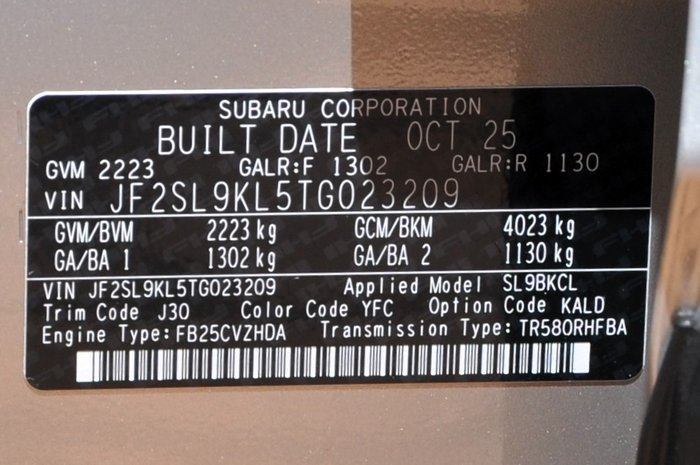 SUBARU CORPORATION
BUILT DATE OCT 25
GVM 2223 GALR:F 1302 GALR:R 1130
VIN JF2SL9KL5TG023209
GVM/BVM 2223 kg GCM/BKM 4023 kg
GA/BA 1 1302 kg GA/BA 2 1130 kg
VIN JF2SL9KL5TG023209 Applied Model SL9BKCL
Trim Code J30 Color Code YFC Option Code KALD
Engine Type: FB25CVZHDA Transmission Type: TR580RHFBA